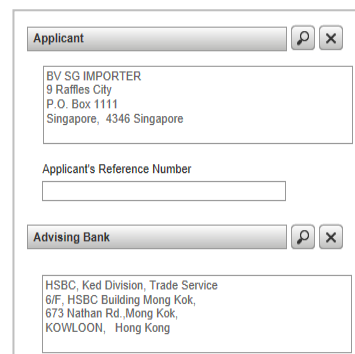 Applicant
BV SG IMPORTER
9 Raffles City
P.O. Box 1111
Singapore, 4346 Singapore
Applicant's Reference Number
Advising Bank
HSBC, Ked Division, Trade Service
6/F, HSBC Building Mong Kok,
673 Nathan Rd.,Mong Kok,
KOWLOON, Hong Kong